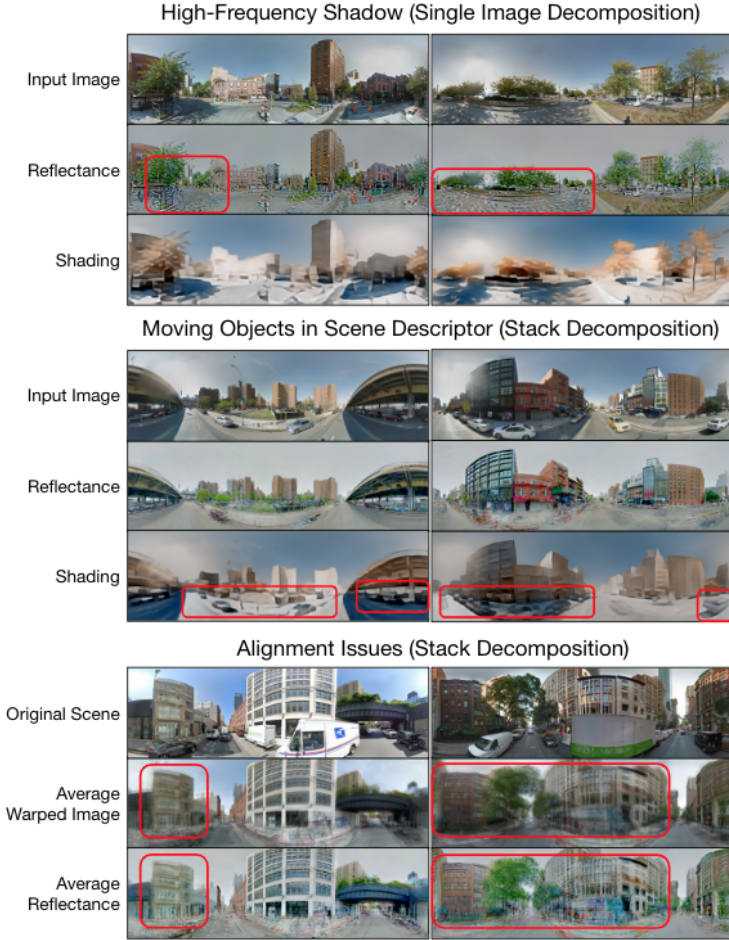 High-Frequency Shadow (Single Image Decomposition)
Input Image
Reflectance
Shading
Moving Objects in Scene Descriptor (Stack Decomposition)
Input Image
Reflectance
Shading
Alignment Issues (Stack Decomposition)
Original Scene
Average
Warped Image
Average
Reflectance